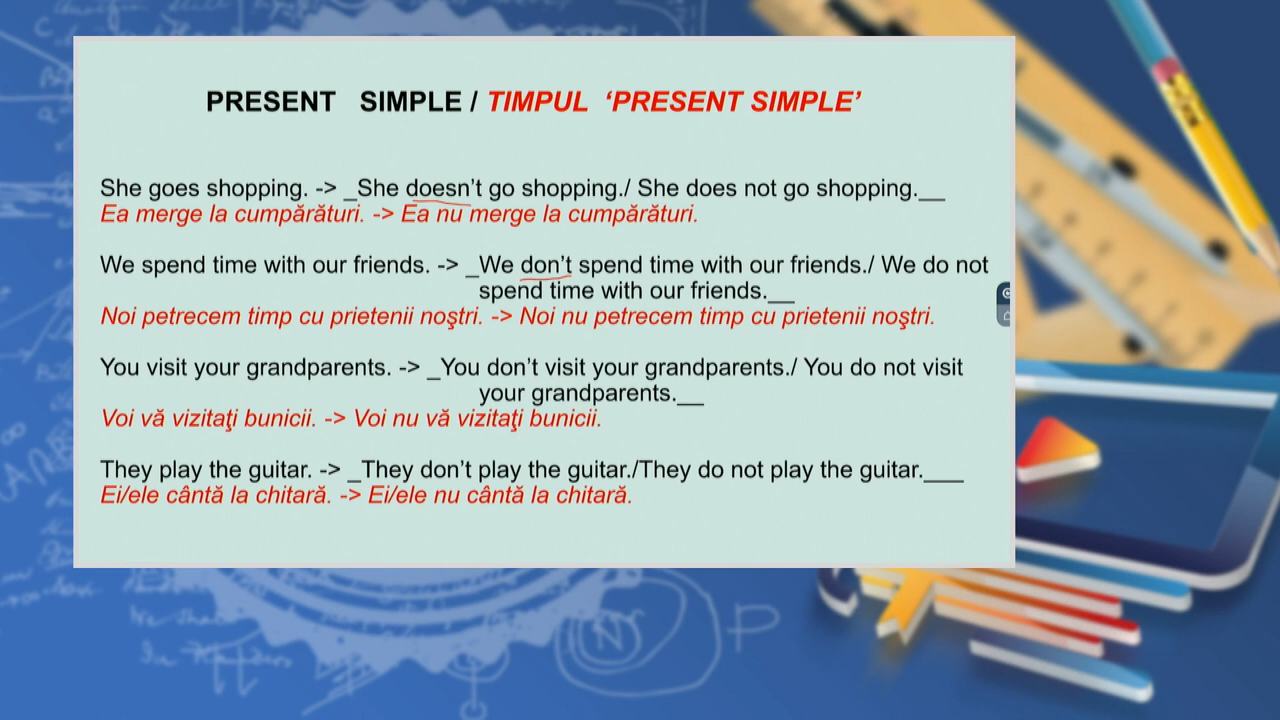 PRESENT SIMPLE / TIMPUL ‘PRESENT SIMPLE’
She goes shopping. -> _She doesn’t go shopping./ She does not go shopping.__
Ea merge la cumpărături. -> Ea nu merge la cumpărături.
We spend time with our friends. -> _We don’t spend time with our friends./ We do not
spend time with our friends.__
Noi petrecem timp cu prietenii noştri. -> Noi nu petrecem timp cu prietenii noştri.
You visit your grandparents. -> _You don’t visit your grandparents./ You do not visit
your grandparents.__
Voi vă vizitaţi bunicii. -> Voi nu vă vizitaţi bunicii.
They play the guitar. -> _They don’t play the guitar./They do not play the guitar.___
Ei/ele cântă la chitară. -> Ei/ele nu cântă la chitară.
N
P